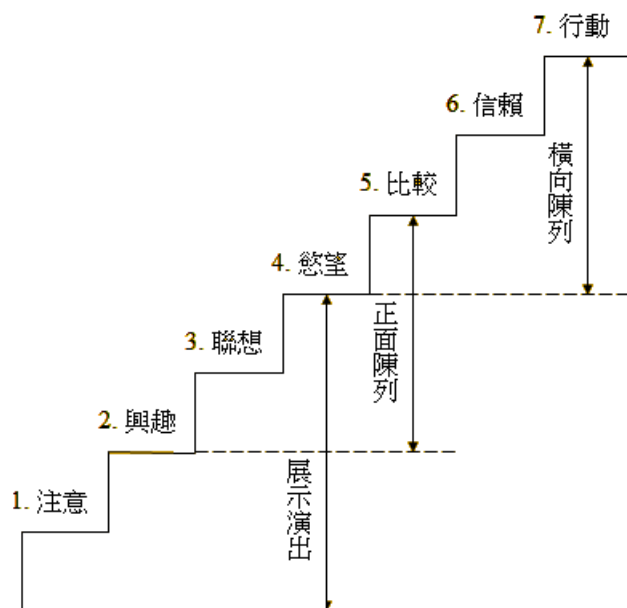 7. 行動
6. 信賴
橫向陳列
5. 比較
4. 慾望
正面陳列
3. 聯想
2. 興趣
展示演出
1. 注意